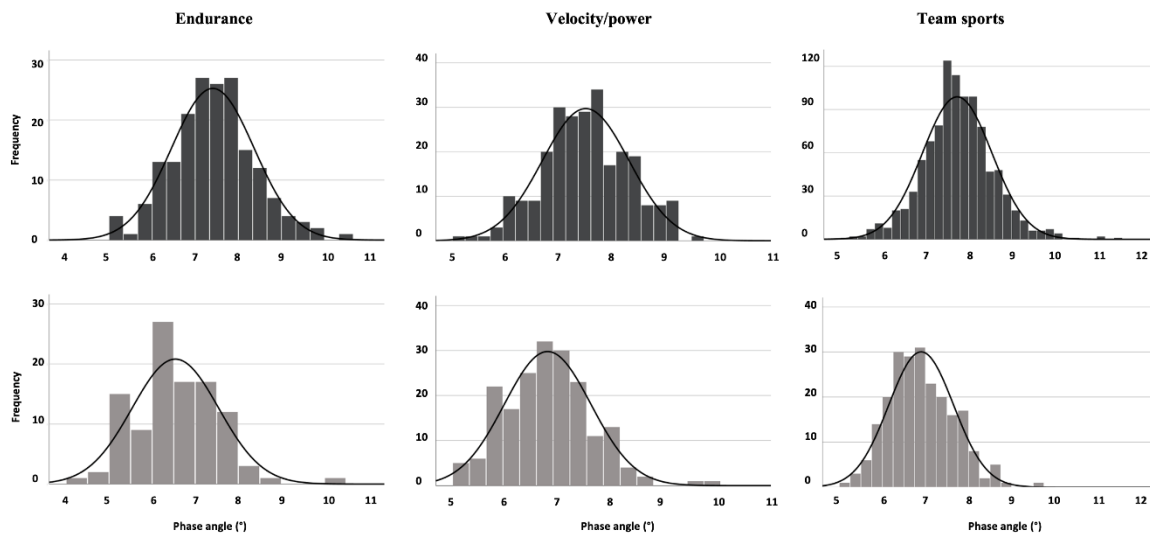 Endurance Velocity/power Team sports
30 40 120
30 90
20
Frequency 20 60
10
10 30
0 0 0
4 5 6 7 8 9 10 11 5 6 7 8 9 10 11 5 6 7 8 9 10 11 12
30 40 40
30 30
20
Frequency 20 20
10
10 10
0 0 0
4 5 6 7 8 9 10 11 5 6 7 8 9 10 11 5 6 7 8 9 10 11 12
Phase angle (°) Phase angle (°) Phase angle (°)